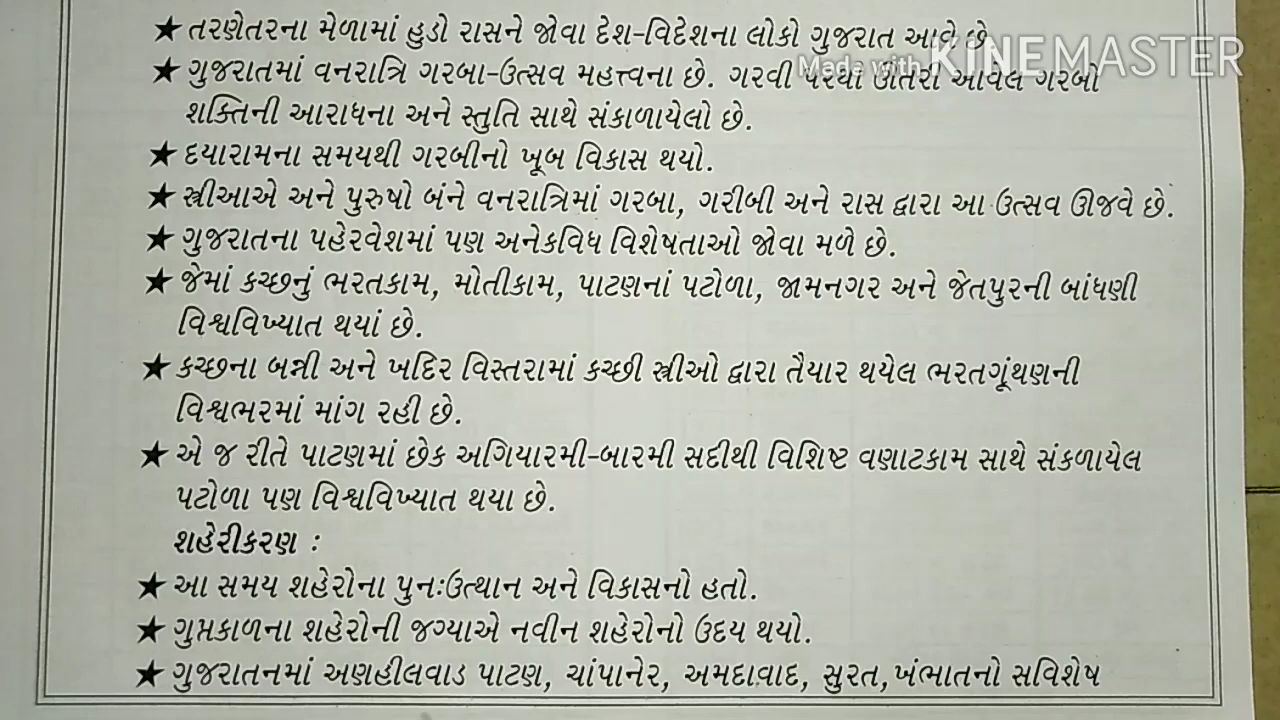 ★ તરણેતરના મેળામાં હુડો રાસને જોવા દેશ-વિદેશના લોકો ગુજરાત આવે છે
Made with KINEMASTER
★ ગુજરાતમાં વનરાત્રિ ગરબા-ઉત્સવ મહત્ત્વના છે. ગરવી પરથી ઊતરી આવેલ ગરબો
શક્તિની આરાધના અને સ્તુતિ સાથે સંકાળાયેલો છે.
★ દયારામના સમયથી ગરબીનો ખૂબ વિકાસ થયો.
★ સ્ત્રીઆએ અને પુરુષો બંને વનરાત્રિમાં ગરબા, ગરીબી અને રાસ દ્વારા આ ઉત્સવ ઊજવે છે.
★ ગુજરાતના પહેરવેશમાં પણ અનેકવિધ વિશેષતાઓ જોવા મળે છે.
★ જેમાં કચ્છનું ભરતકામ, મોતીકામ, પાટણનાં પટોળા, જામનગર અને જેતપુરની બાંધણી
વિશ્વવિખ્યાત થયાં છે.
★ કચ્છના બન્ની અને ખદિર વિસ્તરામાં કચ્છી સ્ત્રીઓ દ્વારા તૈયાર થયેલ ભરતગૂંથણની
વિશ્વભરમાં માંગ રહી છે.
★ એ જ રીતે પાટણમાં છેક અગિયારમી-બારમી સદીથી વિશિષ્ટ વણાટકામ સાથે સંકળાયેલ
પટોળા પણ વિશ્વવિખ્યાત થયા છે.
શહેરીકરણ :
★ આ સમય શહેરોના પુનઃઉત્થાન અને વિકાસનો હતો.
★ ગુપ્તકાળના શહેરોની જગ્યાએ નવીન શહેરોનો ઉદય થયો.
★ ગુજરાતનમાં અણહીલવાડ પાટણ, ચાંપાનેર, અમદાવાદ, સુરત,ખંભાતનો સવિશેષ